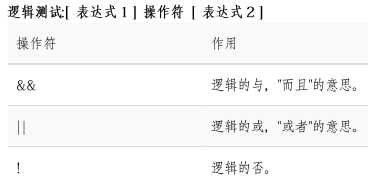 逻辑测试:[ 表达式1 ] 操作符 [ 表达式2 ]
操作符 作用
&& 逻辑的与，"而且"的意思。
|| 逻辑的或，"或者"的意思。
! 逻辑的否。